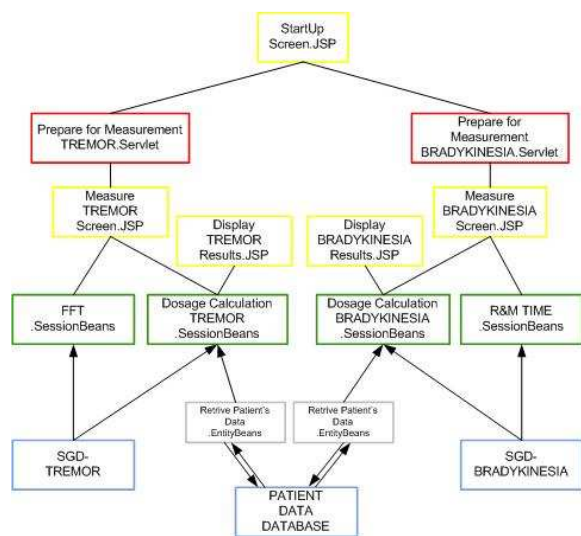 StartUp
Screen.JSP
Prepare for Measurement
TREMOR.Servlet
Prepare for
Measurement
BRADYKINESIA.Servlet
Measure
TREMOR
Screen.JSP
Measure
BRADYKINESIA
Screen.JSP
Display
TREMOR
Results.JSP
Display
BRADYKINESIA
Results.JSP
FFT
.SessionBeans
Dosage Calculation
TREMOR
.SessionBeans
Dosage Calculation
BRADYKINESIA
.SessionBeans
R&M TIME
.SessionBeans
Retrive Patient's
Data
.EntityBeans
Retrive Patient's
Data
.EntityBeans
SGD-
TREMOR
SGD-
BRADYKINESIA
PATIENT
DATA
DATABASE